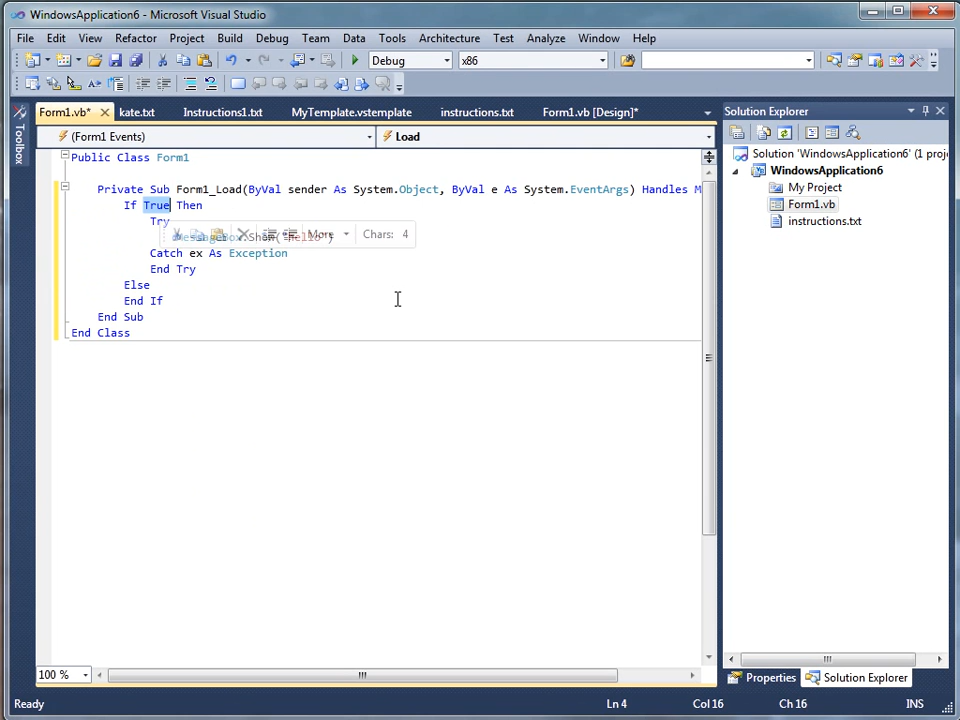 WindowsApplication6 - Microsoft Visual Studio
File Edit View Refactor Project Build Debug Team Data Tools Architecture Test Analyze Window Help
Debug x86
Form1.vb* kate.txt Instructions1.txt MyTemplate.vstemplate instructions.txt Form1.vb [Design]*
(Form1 Events) Load
Toolbox
Public Class Form1
Private Sub Form1_Load(ByVal sender As System.Object, ByVal e As System.EventArgs) Handles M
If True Then
Try
MessageBox.Show("Hello")
More Chars: 4
Catch ex As Exception
End Try
Else
End If
End Sub
End Class
100 %
Solution Explorer
Solution 'WindowsApplication6' (1 proj
WindowsApplication6
My Project
Form1.vb
instructions.txt
Properties Solution Explorer
Ready Ln 4 Col 16 Ch 16 INS